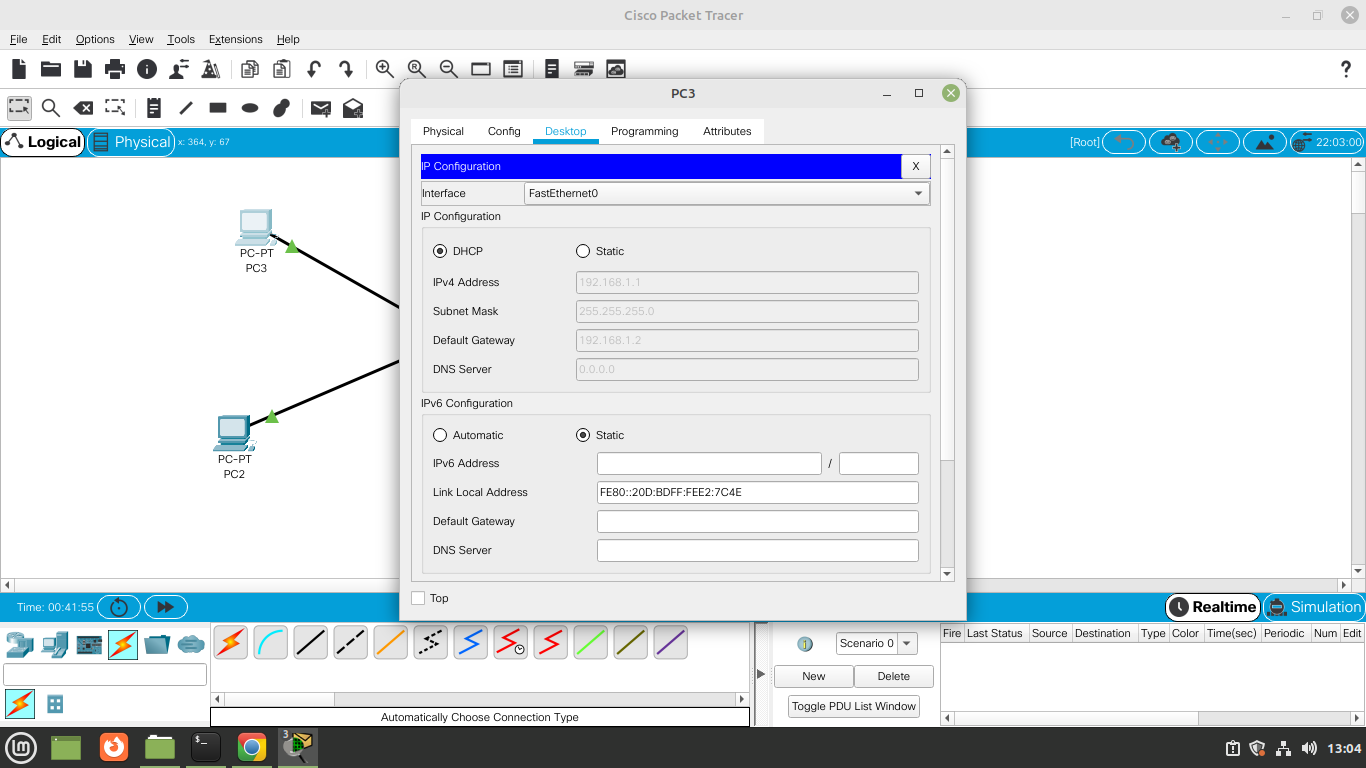 Cisco Packet Tracer
File Edit Options View Tools Extensions Help
PC3
Logical Physical x: 364, y: 67
[Root] 22:03:00
Physical Config Desktop Programming Attributes
IP Configuration X
Interface FastEthernet0
IP Configuration
DHCP Static
IPv4 Address 192.168.1.1
Subnet Mask 255.255.255.0
Default Gateway 192.168.1.2
DNS Server 0.0.0.0
IPv6 Configuration
Automatic Static
IPv6 Address /
Link Local Address FE80::20D:BDFF:FEE2:7C4E
Default Gateway
DNS Server
Top
PC-PT
PC3
PC-PT
PC2
Time: 00:41:55
Realtime Simulation
Scenario 0
New Delete
Toggle PDU List Window
Fire Last Status Source Destination Type Color Time(sec) Periodic Num Edit
Automatically Choose Connection Type
3
13:04